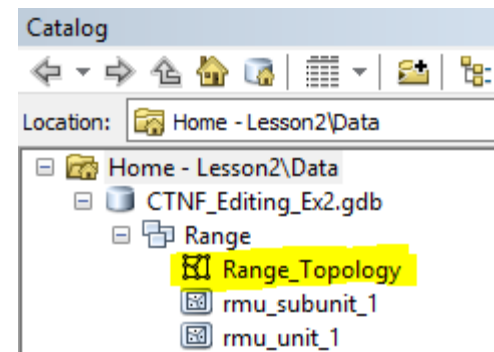 Catalog
Location: Home - Lesson2\Data
Home - Lesson2\Data
CTNF_Editing_Ex2.gdb
Range
Range_Topology
rmu_subunit_1
rmu_unit_1